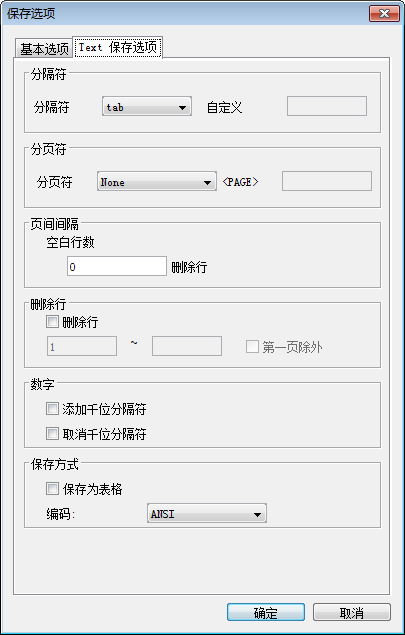 保存选项
基本选项 Text 保存选项
分隔符
分隔符 tab 自定义
分页符
分页符 None <PAGE>
页间间隔
空白行数
0 删除行
删除行
删除行
1 ~ 第一页除外
数字
添加千位分隔符
取消千位分隔符
保存方式
保存为表格
编码: ANSI
确定 取消